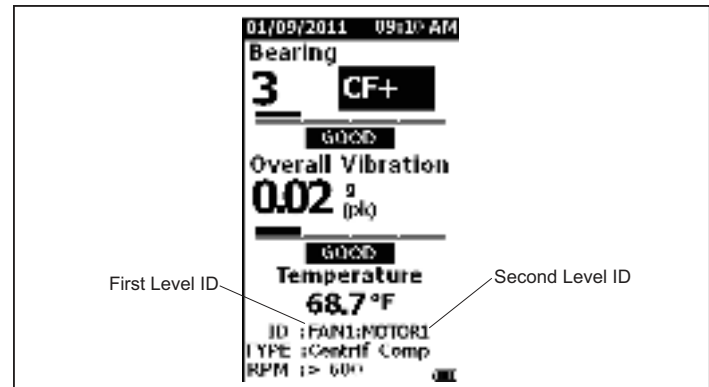 01/09/2011 09:10 AM
Bearing
3 CF+
GOOD
Overall Vibration
0.02 g
(pk)
GOOD
Temperature
First Level ID
Second Level ID
68.7 °F
ID :FAN1:MOTOR1
TYPE :Centrif Comp
RPM :> 600